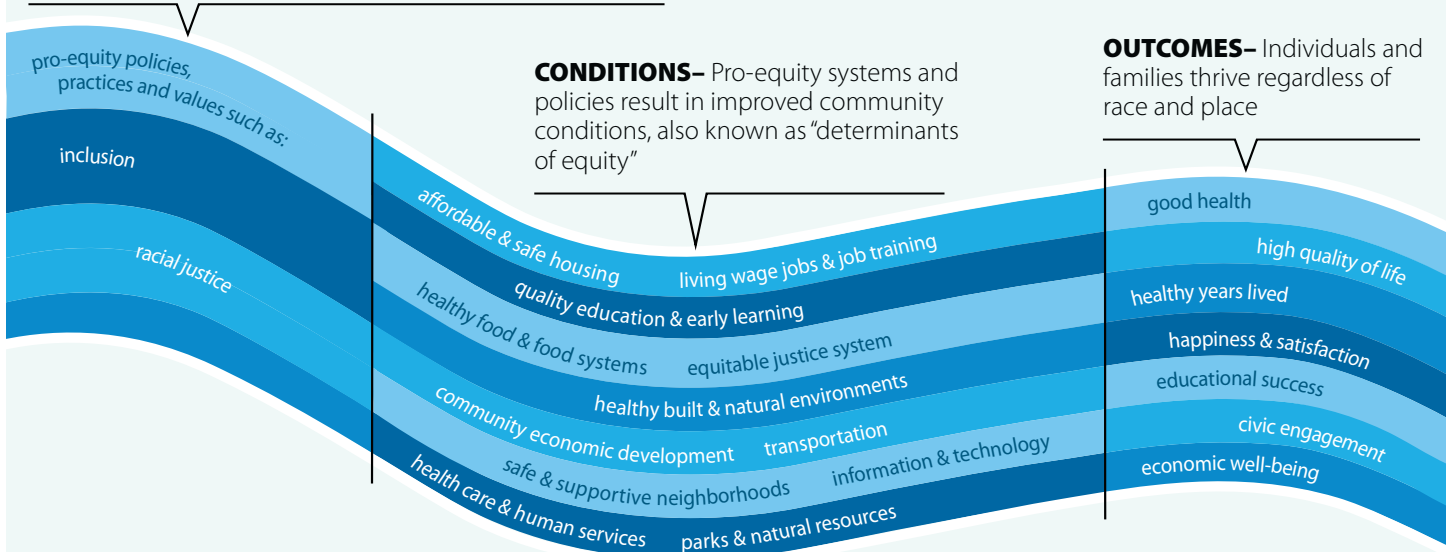 pro-equity policies,
practices and values such as:
inclusion
racial justice
CONDITIONS– Pro-equity systems and
policies result in improved community
conditions, also known as “determinants
of equity”
affordable & safe housing
living wage jobs & job training
quality education & early learning
healthy food & food systems
equitable justice system
healthy built & natural environments
community economic development
transportation
safe & supportive neighborhoods
information & technology
health care & human services
parks & natural resources
OUTCOMES– Individuals and
families thrive regardless of
race and place
good health
high quality of life
healthy years lived
happiness & satisfaction
educational success
civic engagement
economic well-being